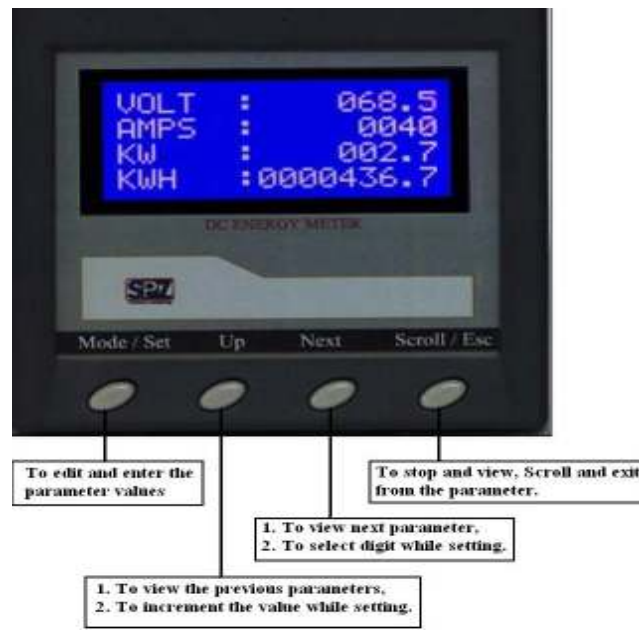 VOLT : 068.5
AMPS : 0040
KW : 002.7
KWH :0000436.7
DC ENERGY METER
Mode / Set Up Next Scroll / Esc
To edit and enter the
parameter values
To stop and view, Scroll and exit
from the parameter.
1. To view next parameter,
2. To select digit while setting.
1. To view the previous parameters,
2. To increment the value while setting.